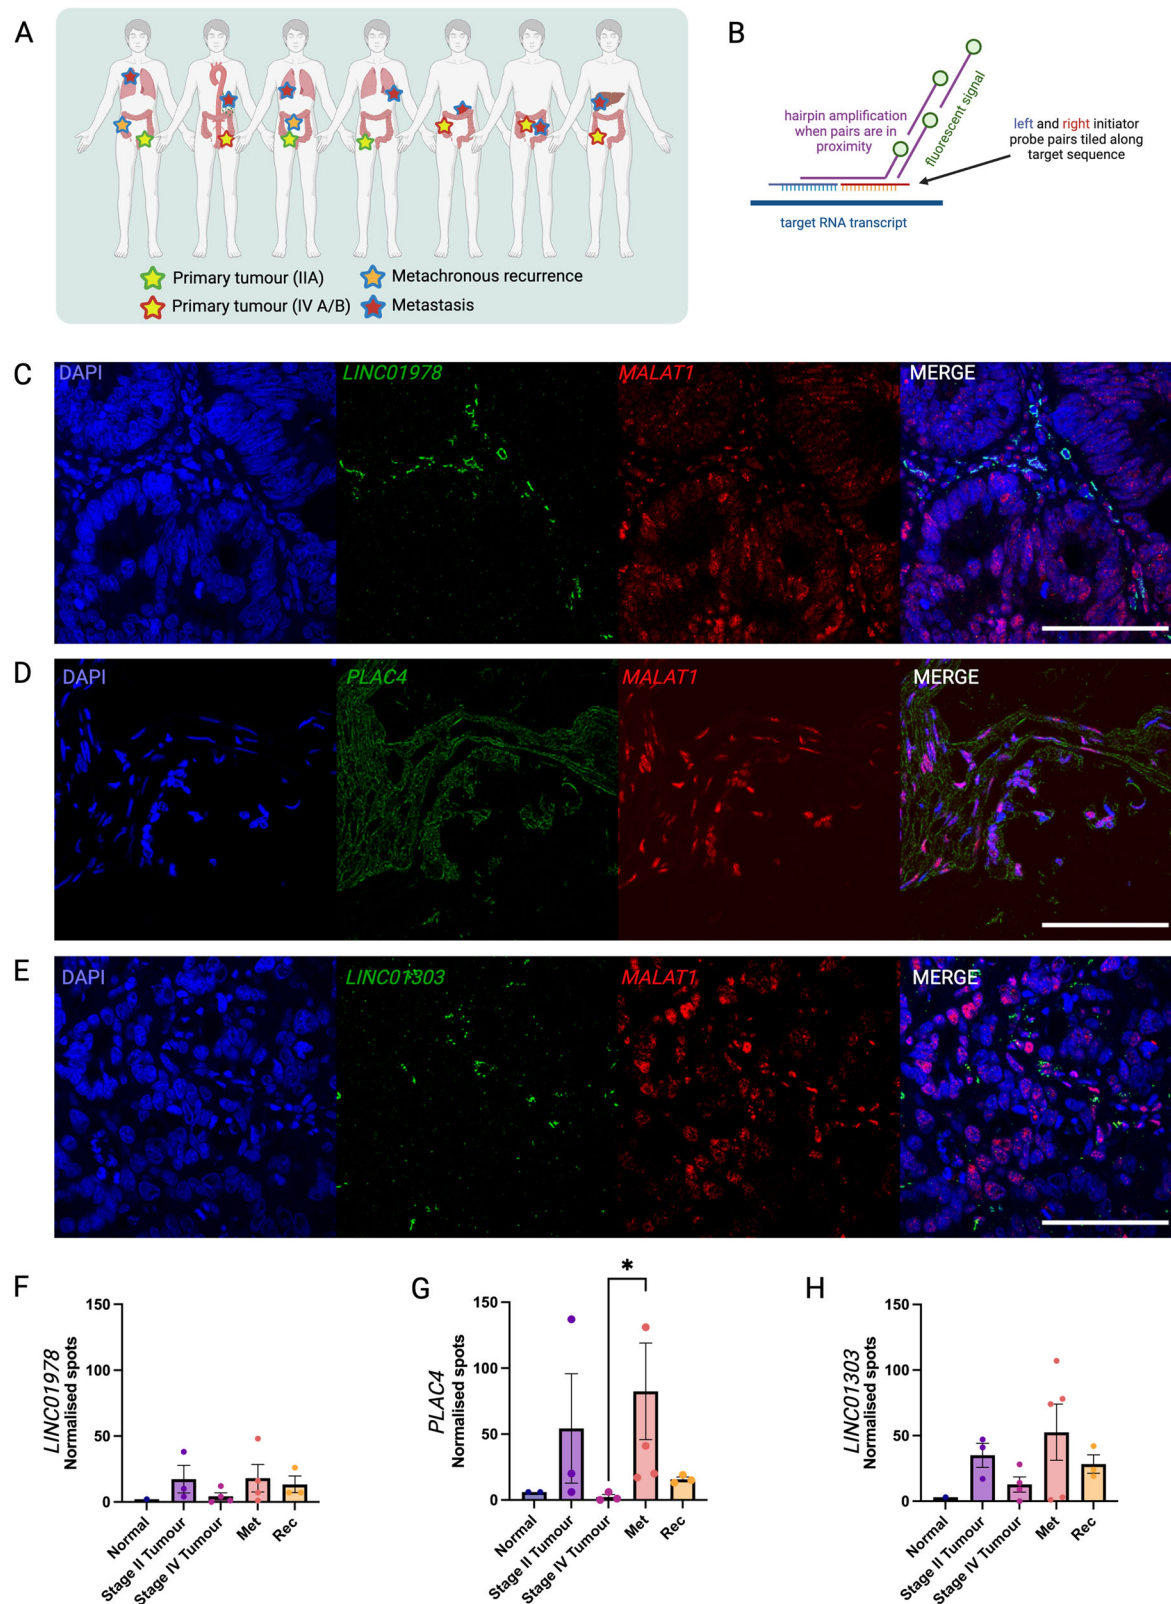 A
Primary tumour (IIA)
Metachronous recurrence
Primary tumour (IV A/B)
Metastasis
B
hairpin amplification
when pairs are in
proximity
fluorescent signal
left and right initiator
probe pairs tiled along
target sequence
target RNA transcript
C
DAPI
LINC01978
MALAT1
MERGE
D
DAPI
PLAC4
MALAT1
MERGE
E
DAPI
LINC01303
MALAT1
MERGE
F
LINC01978
Normalised spots
150
100
50
0
Normal
Stage II Tumour
Stage IV Tumour
Met
Rec
G
PLAC4
Normalised spots
150
100
50
0
*
Normal
Stage II Tumour
Stage IV Tumour
Met
Rec
H
LINC01303
Normalised spots
150
100
50
0
Normal
Stage II Tumour
Stage IV Tumour
Met
Rec